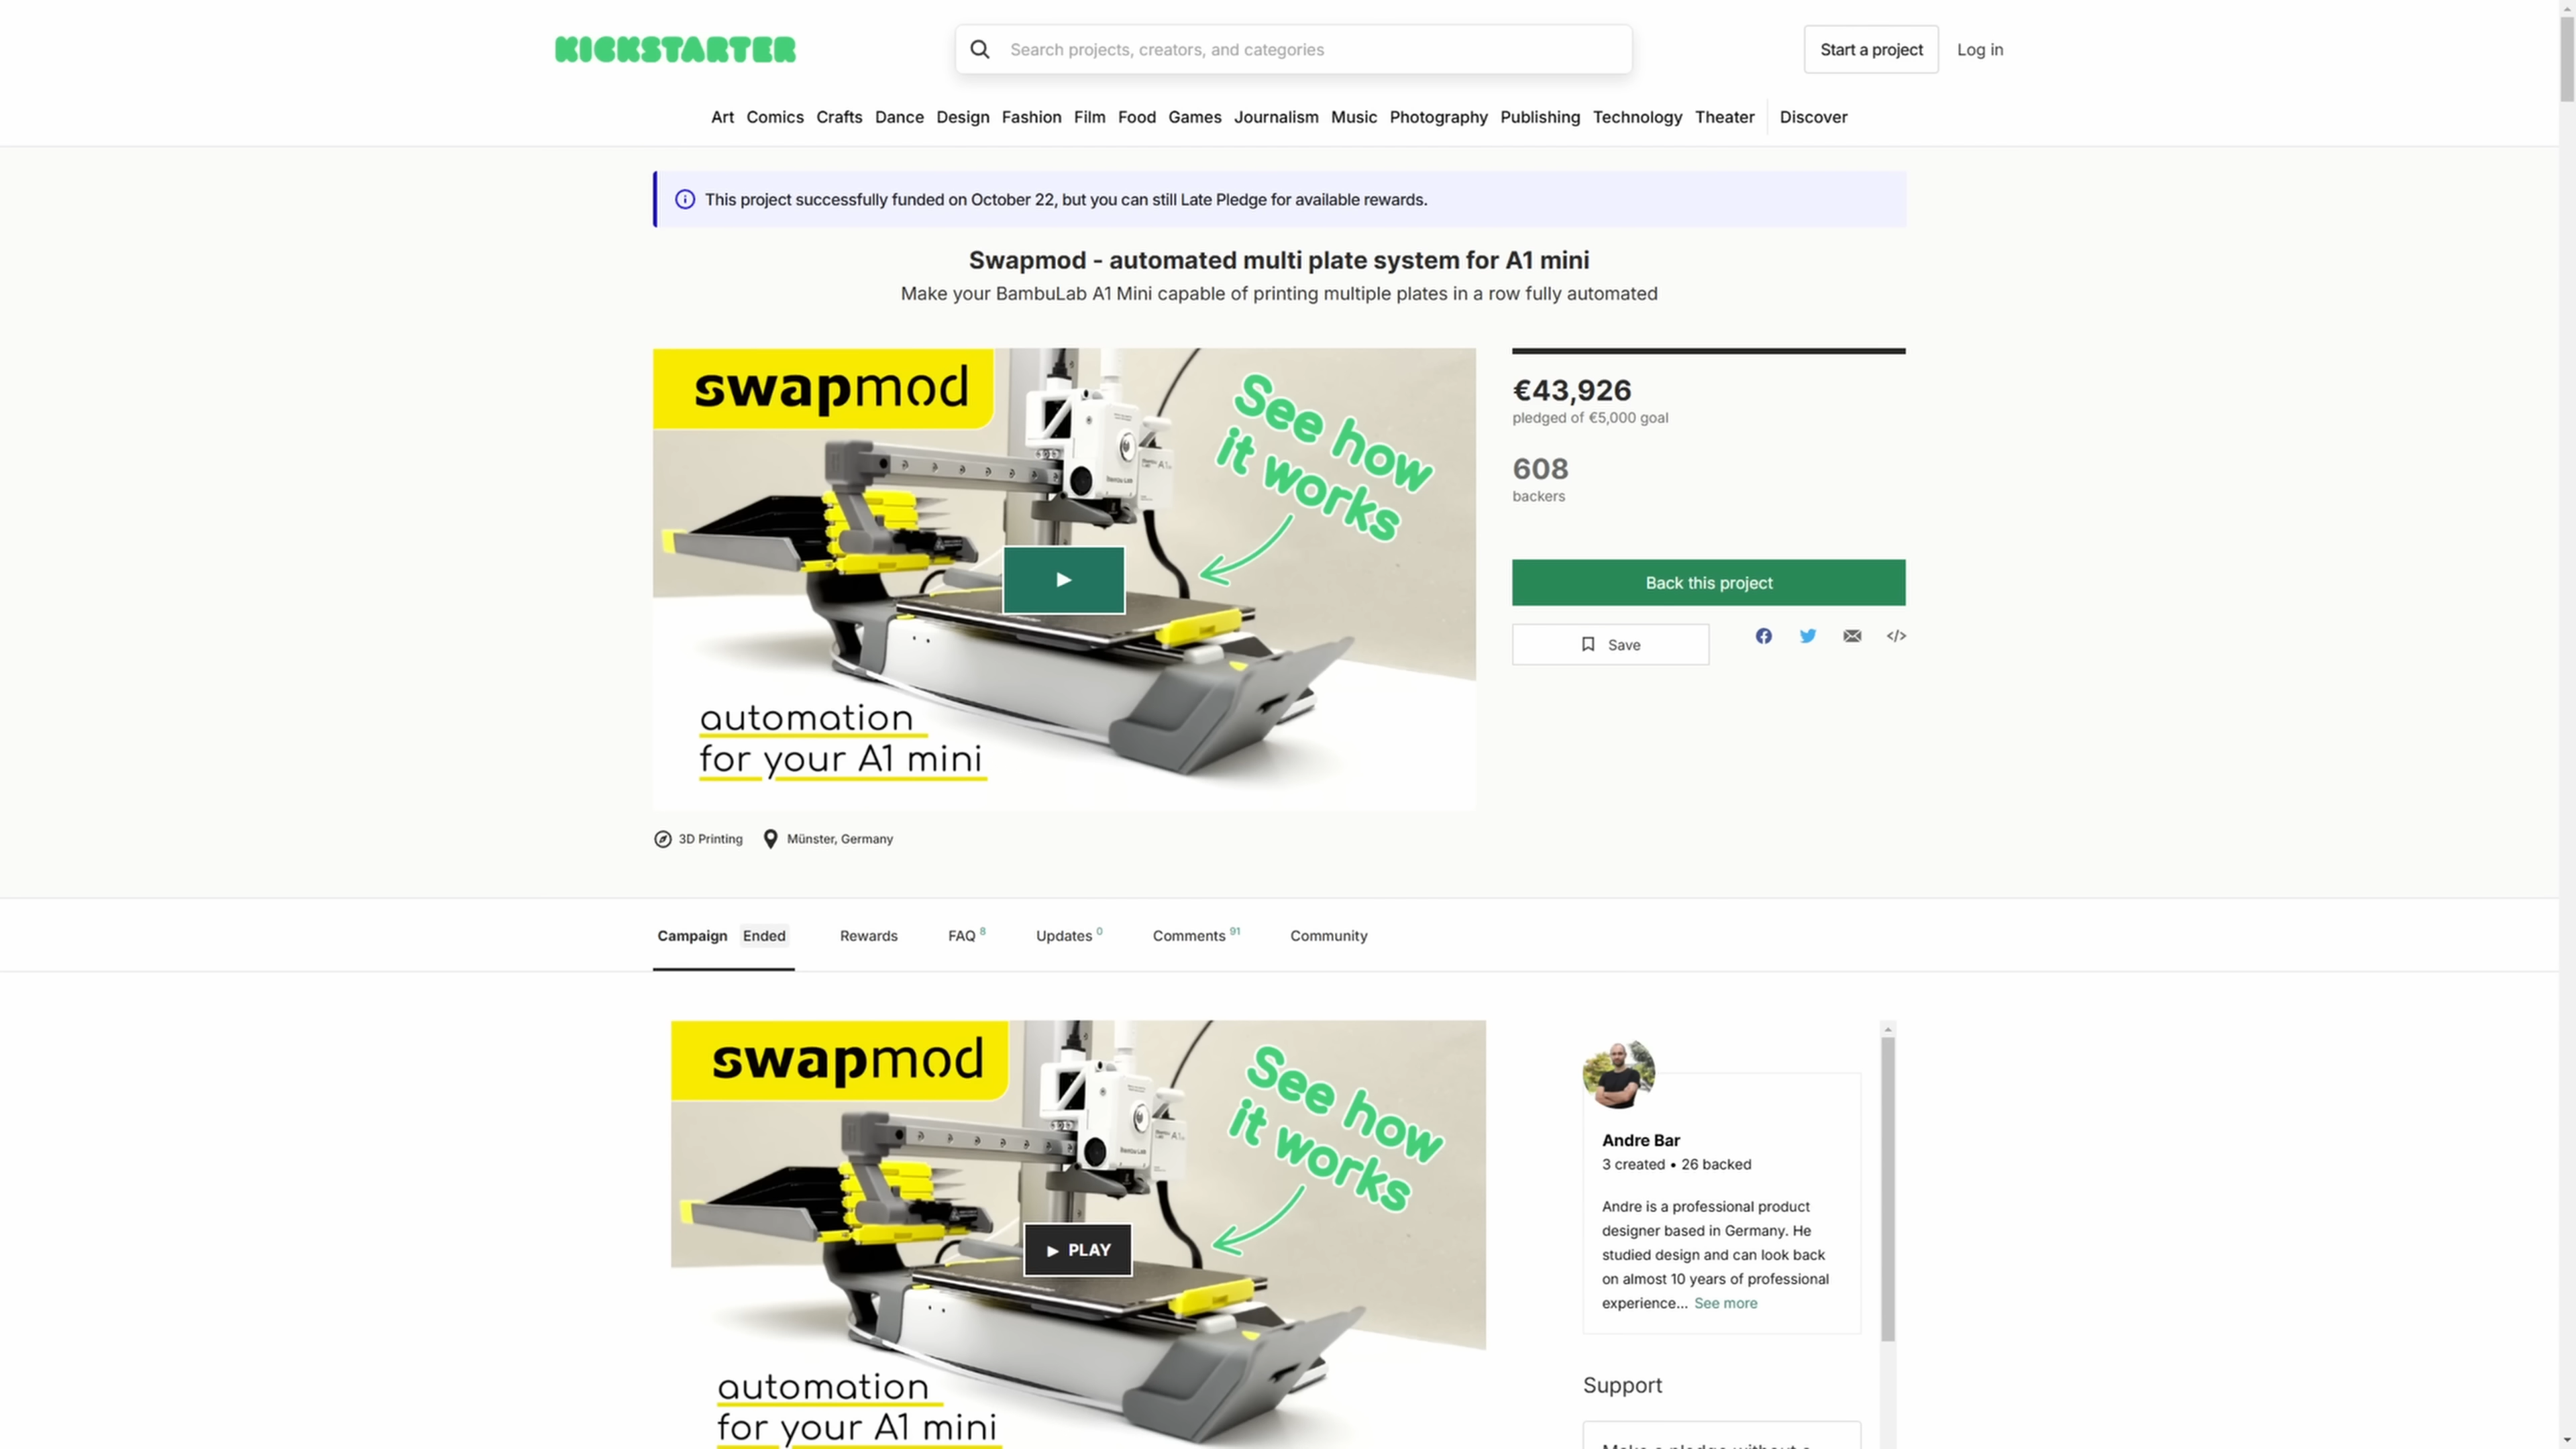 KICKSTARTER
Search projects, creators, and categories
Start a project
Log in
Art Comics Crafts Dance Design Fashion Film Food Games Journalism Music Photography Publishing Technology Theater Discover
This project successfully funded on October 22, but you can still Late Pledge for available rewards.
Swapmod - automated multi plate system for A1 mini
Make your BambuLab A1 Mini capable of printing multiple plates in a row fully automated
swapmod
See how
it works
automation
for your A1 mini
€43,926
pledged of €5,000 goal
608
backers
Back this project
Save
3D Printing
Münster, Germany
Campaign Ended Rewards FAQ 8 Updates 0 Comments 91 Community
swapmod
See how
it works
PLAY
automation
for your A1 mini
Andre Bar
3 created • 26 backed
Andre is a professional product
designer based in Germany. He
studied design and can look back
on almost 10 years of professional
experience... See more
Support